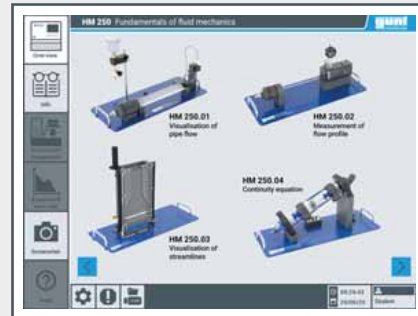 HM 250 Fundamentals of fluid mechanics
gunt
Overview
Info
HM 250.01
Visualisation of
pipe flow
HM 250.02
Measurement of
flow profile
HM 250.03
Visualisation of
streamlines
HM 250.04
Continuity equation
Screenshot
Student